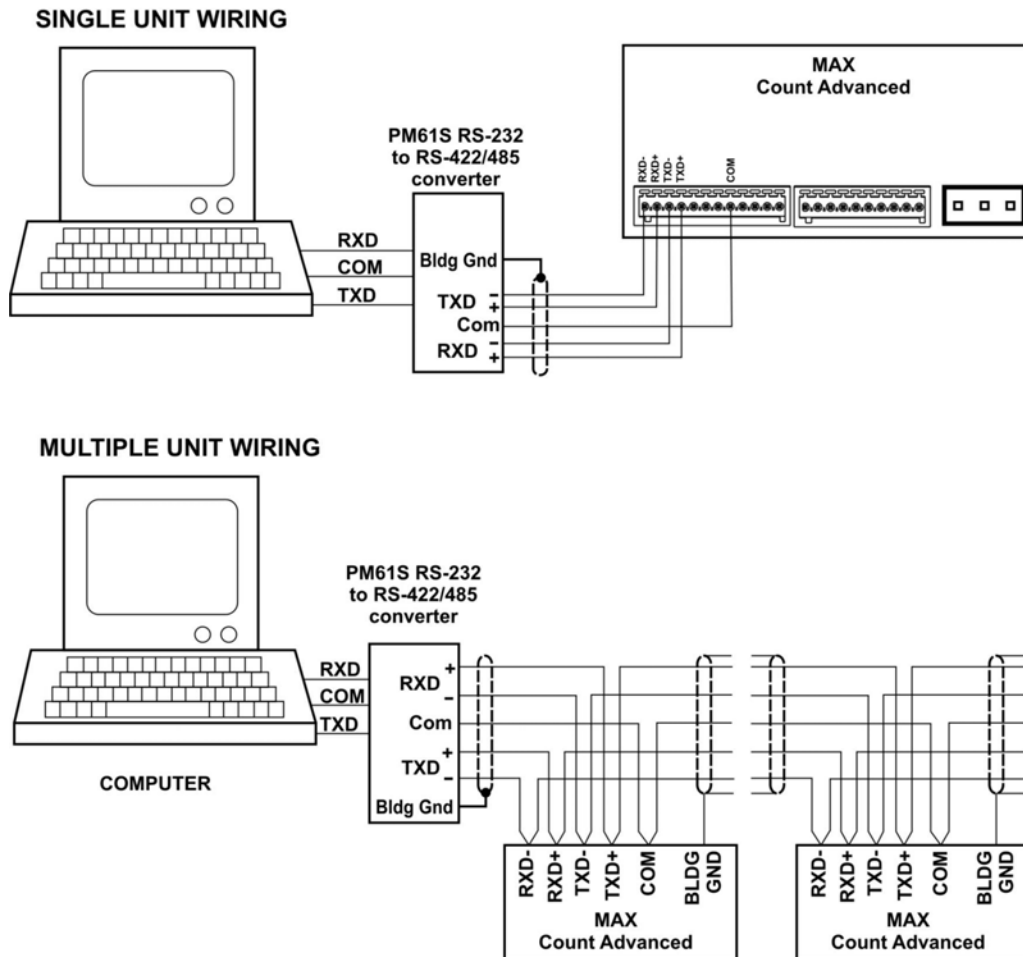 SINGLE UNIT WIRING
MAX
Count Advanced
PM61S RS-232
to RS-422/485
converter
RXD-
RXD+
TXD-
TXD+
COM
RXD
COM
TXD
Bldg Gnd
TXD
-
+
Com
RXD
-
+
MULTIPLE UNIT WIRING
PM61S RS-232
to RS-422/485
converter
RXD
COM
TXD
COMPUTER
RXD
+
-
Com
TXD
+
-
Bldg Gnd
RXD-
RXD+
TXD-
TXD+
COM
BLDG
GND
MAX
Count Advanced
RXD-
RXD+
TXD-
TXD+
COM
BLDG
GND
MAX
Count Advanced